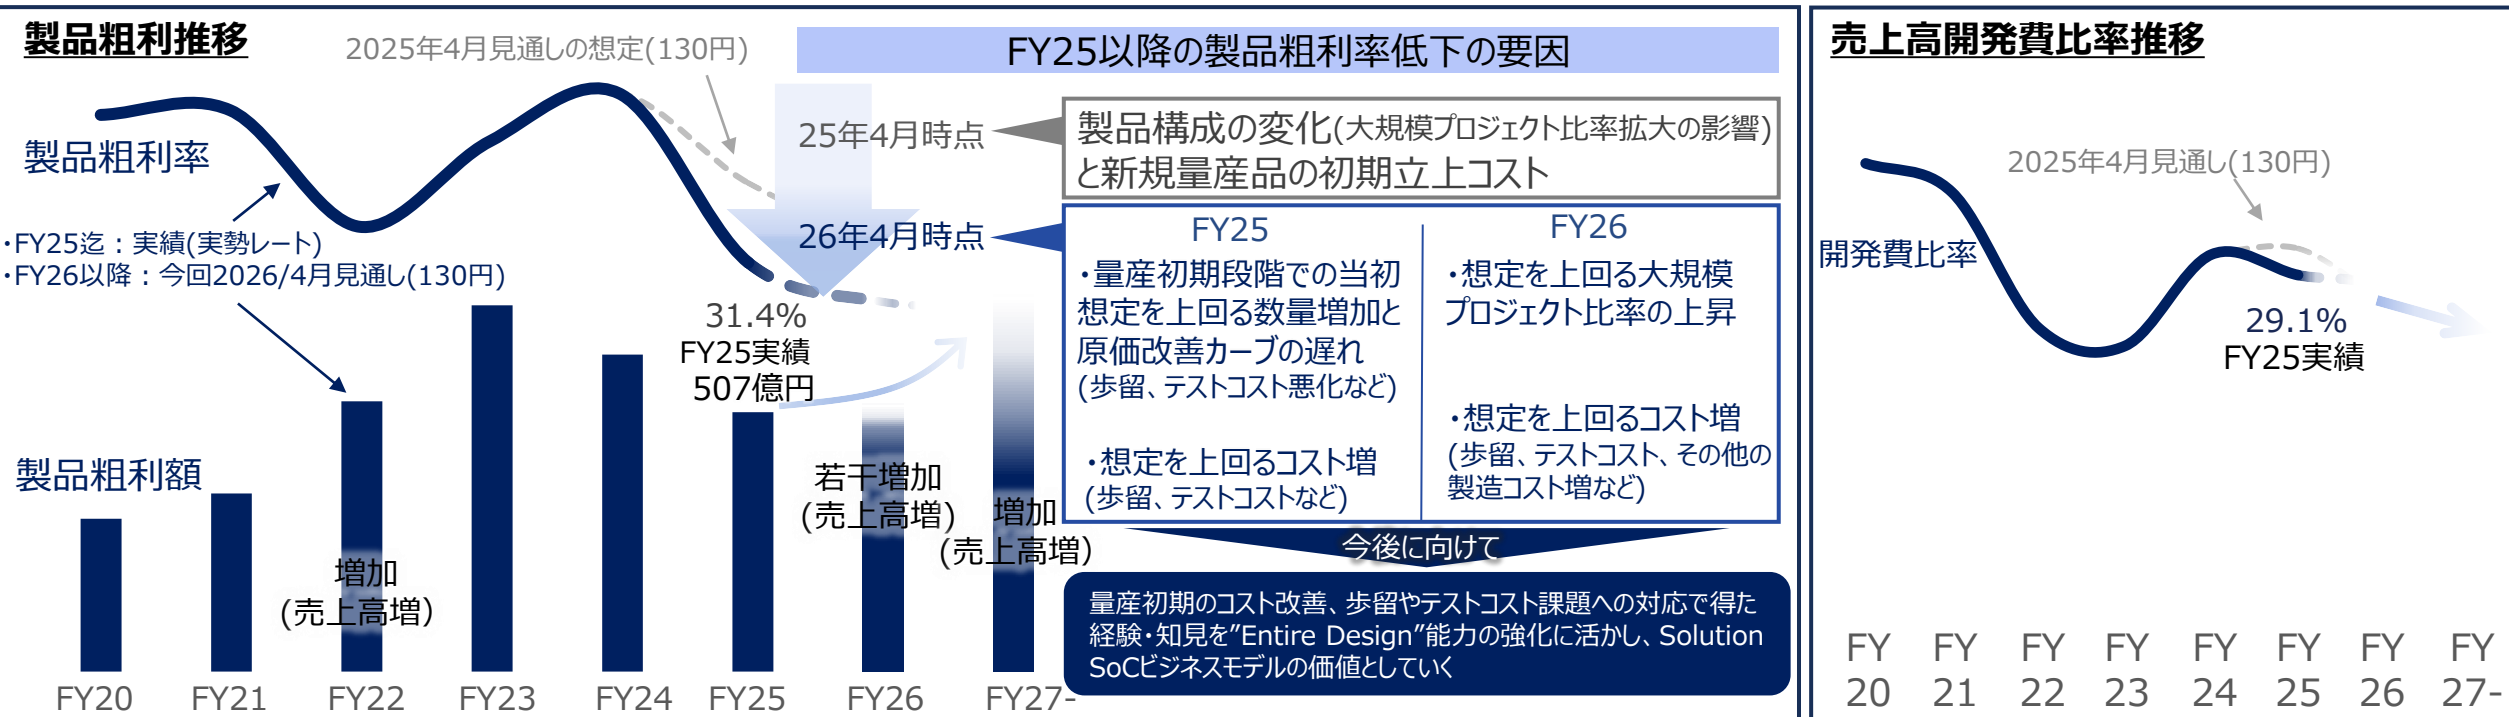 製品粗利推移
2025年4月見通しの想定(130円)
製品粗利率
・FY25迄：実績(実勢レート)
・FY26以降：今回2026/4月見通し(130円)
31.4%
FY25実績
507億円
製品粗利額
増加
(売上高増)
若干増加
(売上高増)
増加
(売上高増)
FY20
FY21
FY22
FY23
FY24
FY25
FY26
FY27-
FY25以降の製品粗利率低下の要因
25年4月時点
製品構成の変化(大規模プロジェクト比率拡大の影響)
と新規量産品の初期立上コスト
26年4月時点
FY25
・量産初期段階での当初
想定を上回る数量増加と
原価改善カーブの遅れ
(歩留、テストコスト悪化など)
・想定を上回るコスト増
(歩留、テストコストなど)
FY26
・想定を上回る大規模
プロジェクト比率の上昇
・想定を上回るコスト増
(歩留、テストコスト、その他の
製造コスト増など)
今後に向けて
量産初期のコスト改善、歩留やテストコスト課題への対応で得た
経験・知見を”Entire Design”能力の強化に活かし、Solution
SoCビジネスモデルの価値としていく
売上高開発費比率推移
2025年4月見通し(130円)
開発費比率
29.1%
FY25実績
FY FY FY FY FY FY FY FY
20 21 22 23 24 25 26 27-